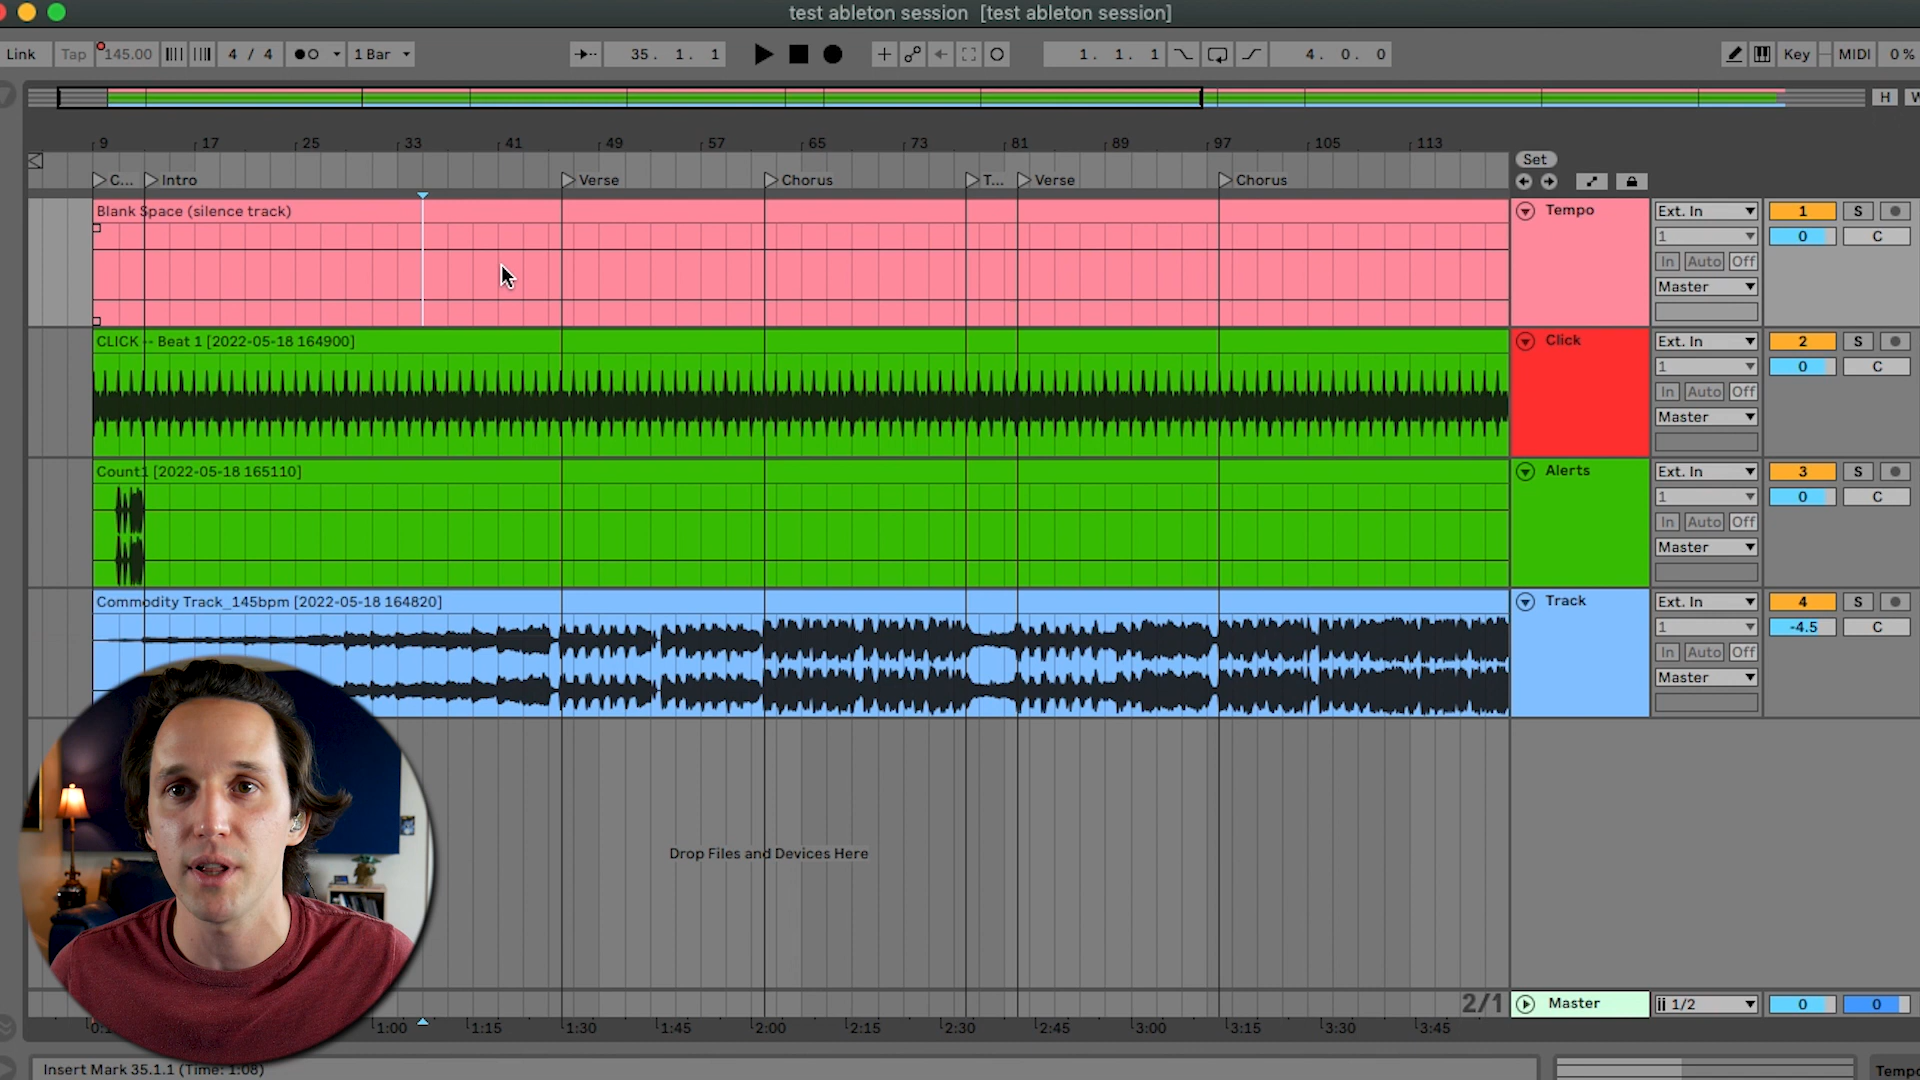 test ableton session [test ableton session]
Link Tap 145.00 4 / 4 1 Bar 35. 1. 1 1. 1. 1 4. 0. 0 Key MIDI 0 %
H W
9 17 25 33 41 49 57 65 73 81 89 97 105 113
Set
C... Intro Verse Chorus T... Verse Chorus
Blank Space (silence track) Tempo Ext. In 1 S
1 0 C
In Auto Off
Master
CLICK -- Beat 1 [2022-05-18 164900] Click Ext. In 2 S
1 0 C
In Auto Off
Master
Count1 [2022-05-18 165110] Alerts Ext. In 3 S
1 0 C
In Auto Off
Master
Commodity Track_145bpm [2022-05-18 164820] Track Ext. In 4 S
1 -4.5 C
In Auto Off
Master
Drop Files and Devices Here
2/1 Master 1/2 0 0
1:00 1:15 1:30 1:45 2:00 2:15 2:30 2:45 3:00 3:15 3:30 3:45
Insert Mark 35.1.1 (Time: 1:08) Tempo